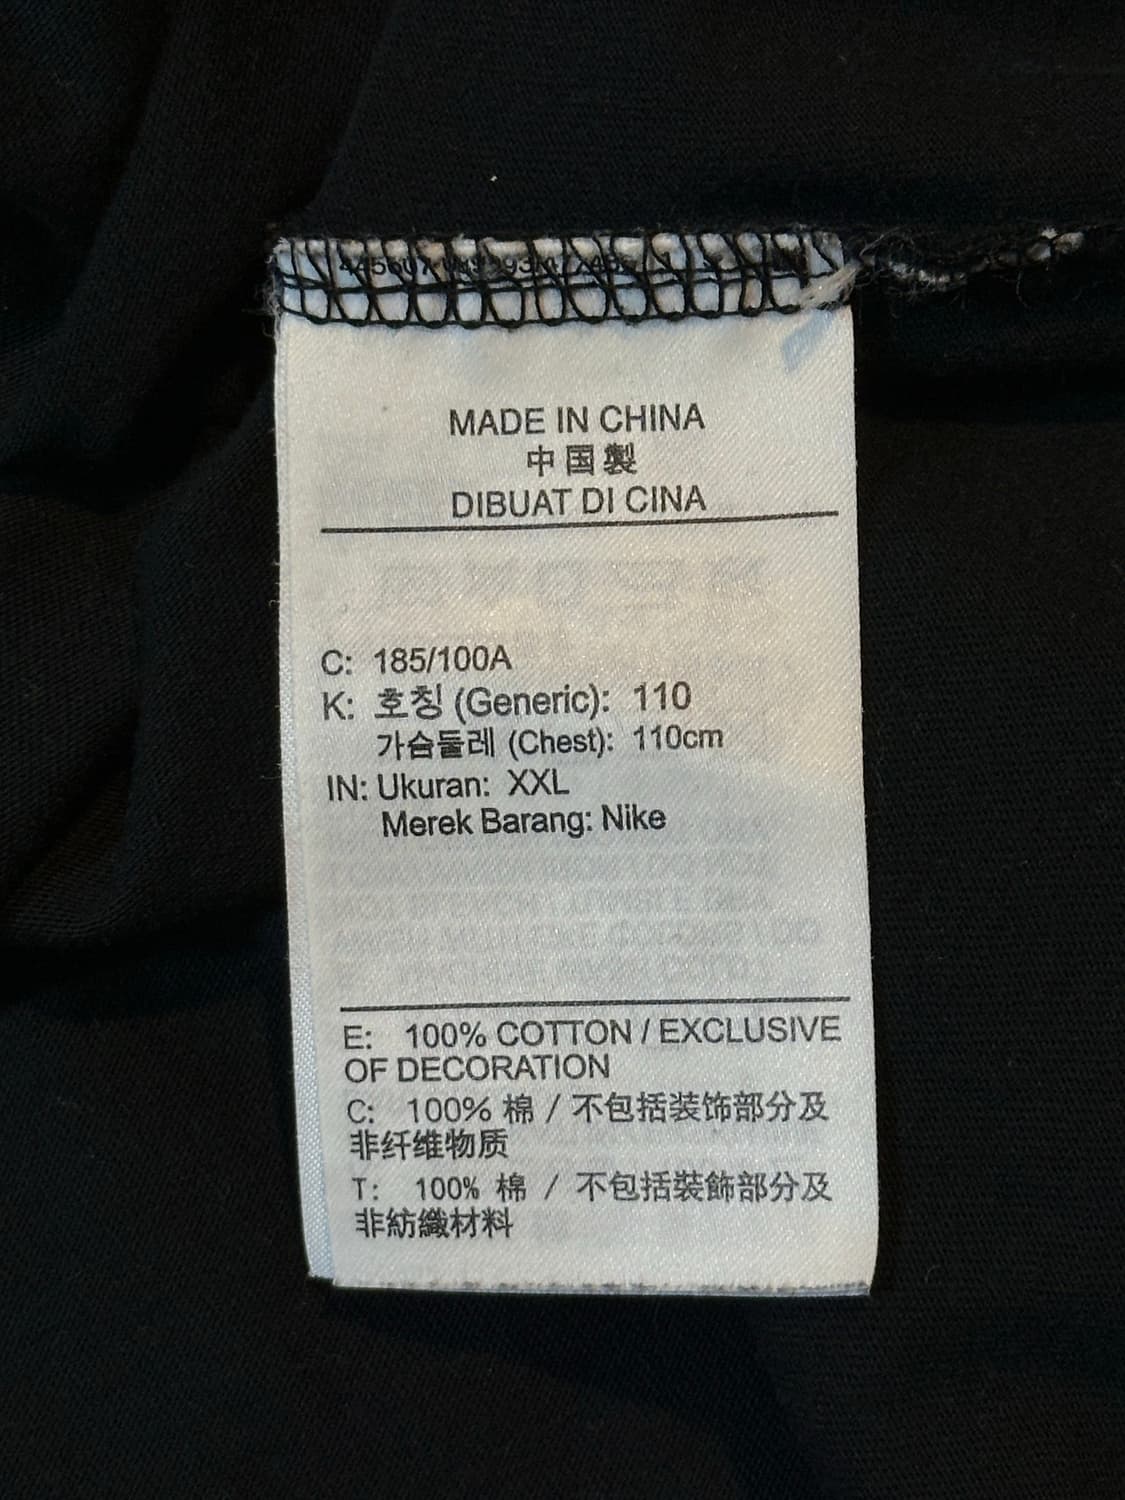 MADE IN CHINA
中国製
DIBUAT DI CINA
C: 185/100A
K: 호칭 (Generic): 110
가슴둘레 (Chest): 110cm
IN: Ukuran: XXL
Merek Barang: Nike
E: 100% COTTON / EXCLUSIVE
OF DECORATION
C: 100% 棉 / 不包括装饰部分及
非纤维物质
T: 100% 棉 / 不包括裝飾部分及
非紡織材料